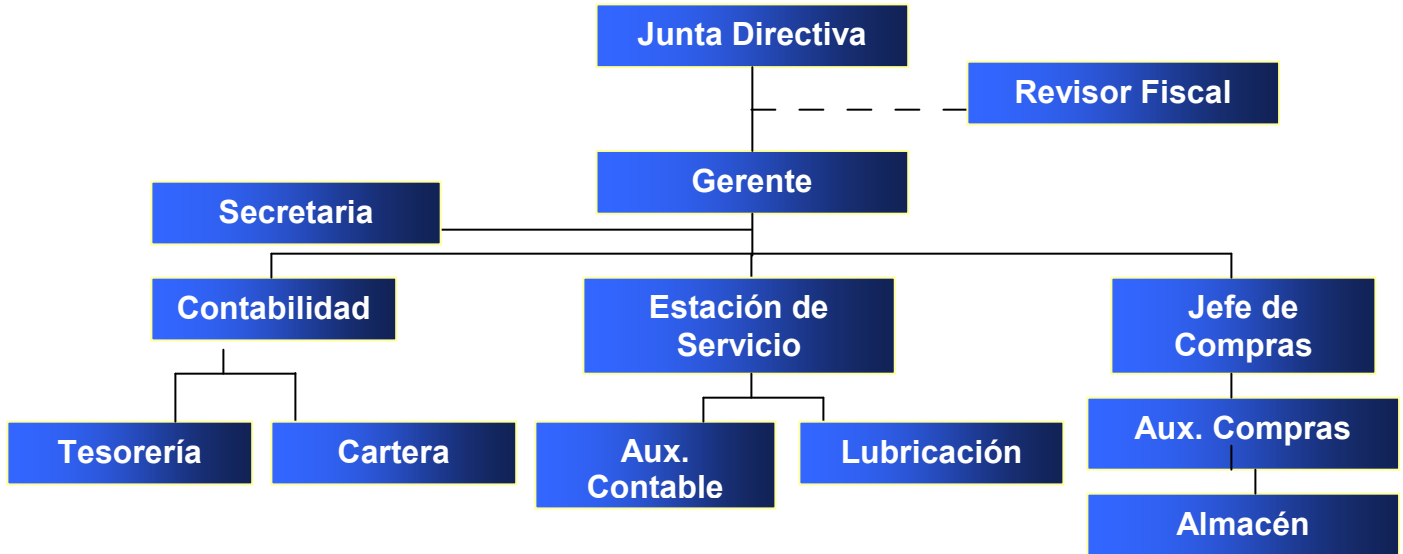 Junta Directiva
Revisor Fiscal
Gerente
Secretaria
Contabilidad
Estación de
Servicio
Jefe de
Compras
Tesorería
Cartera
Aux.
Contable
Lubricación
Aux. Compras
Almacén